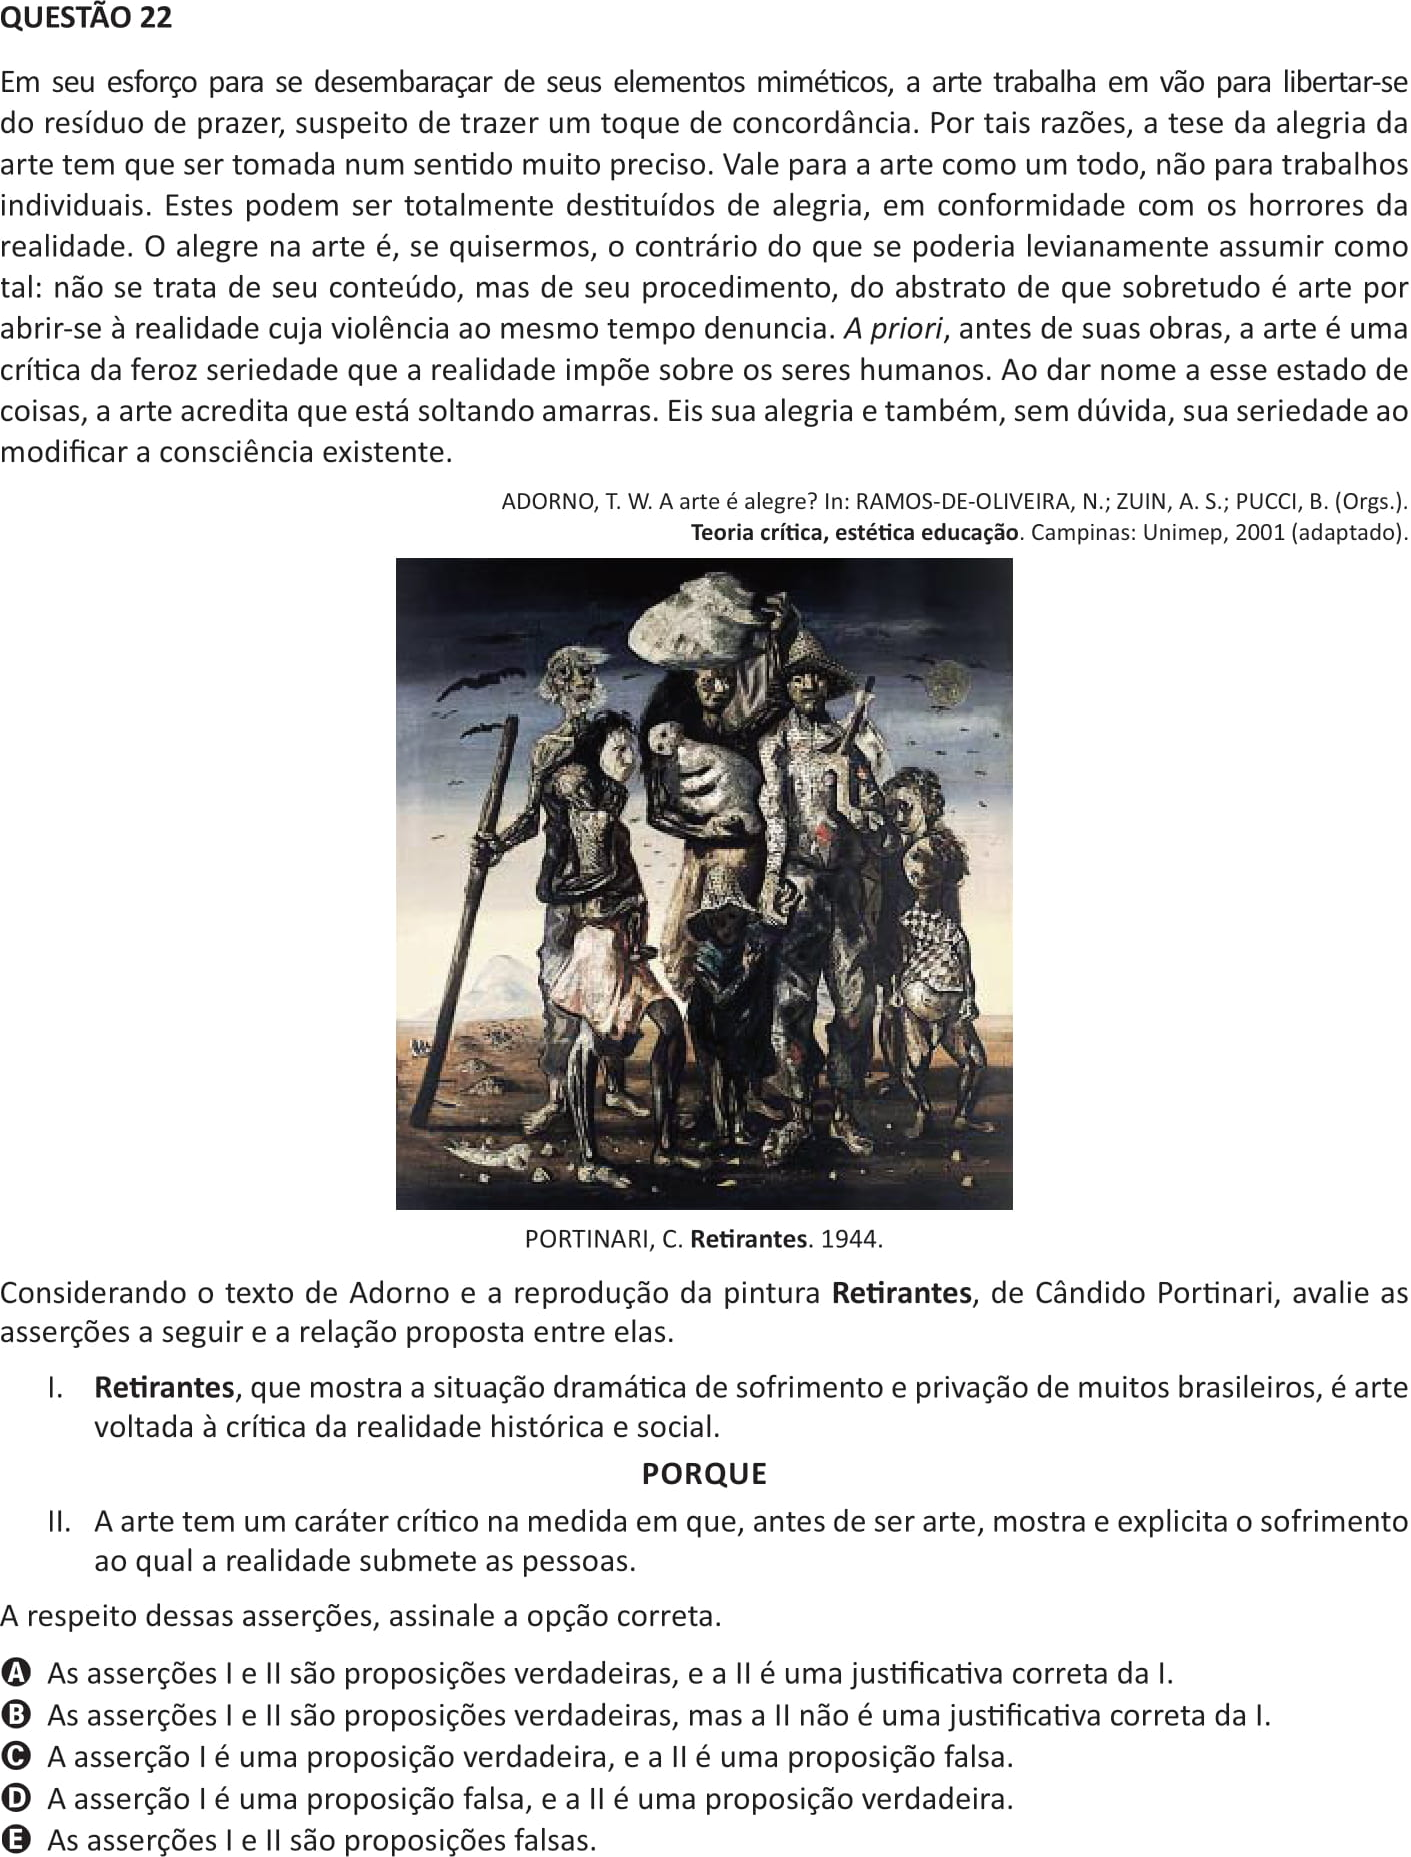 QUESTÃO 22
Em seu esforço para se desembaraçar de seus elementos miméticos, a arte trabalha em vão para libertar-se
do resíduo de prazer, suspeito de trazer um toque de concordância. Por tais razões, a tese da alegria da
arte tem que ser tomada num sentido muito preciso. Vale para a arte como um todo, não para trabalhos
individuais. Estes podem ser totalmente destituídos de alegria, em conformidade com os horrores da
realidade. O alegre na arte é, se quisermos, o contrário do que se poderia levianamente assumir como
tal: não se trata de seu conteúdo, mas de seu procedimento, do abstrato de que sobretudo é arte por
abrir-se à realidade cuja violência ao mesmo tempo denuncia. A priori, antes de suas obras, a arte é uma
crítica da feroz seriedade que a realidade impõe sobre os seres humanos. Ao dar nome a esse estado de
coisas, a arte acredita que está soltando amarras. Eis sua alegria e também, sem dúvida, sua seriedade ao
modificar a consciência existente.
ADORNO, T. W. A arte é alegre? In: RAMOS-DE-OLIVEIRA, N.; ZUIN, A. S.; PUCCI, B. (Orgs.).
Teoria crítica, estética educação. Campinas: Unimep, 2001 (adaptado).
PORTINARI, C. Retirantes. 1944.
Considerando o texto de Adorno e a reprodução da pintura Retirantes, de Cândido Portinari, avalie as
asserções a seguir e a relação proposta entre elas.
I. Retirantes, que mostra a situação dramática de sofrimento e privação de muitos brasileiros, é arte
voltada à crítica da realidade histórica e social.
PORQUE
II. A arte tem um caráter crítico na medida em que, antes de ser arte, mostra e explicita o sofrimento
ao qual a realidade submete as pessoas.
A respeito dessas asserções, assinale a opção correta.
A As asserções I e II são proposições verdadeiras, e a II é uma justificativa correta da I.
B As asserções I e II são proposições verdadeiras, mas a II não é uma justificativa correta da I.
C A asserção I é uma proposição verdadeira, e a II é uma proposição falsa.
D A asserção I é uma proposição falsa, e a II é uma proposição verdadeira.
E As asserções I e II são proposições falsas.